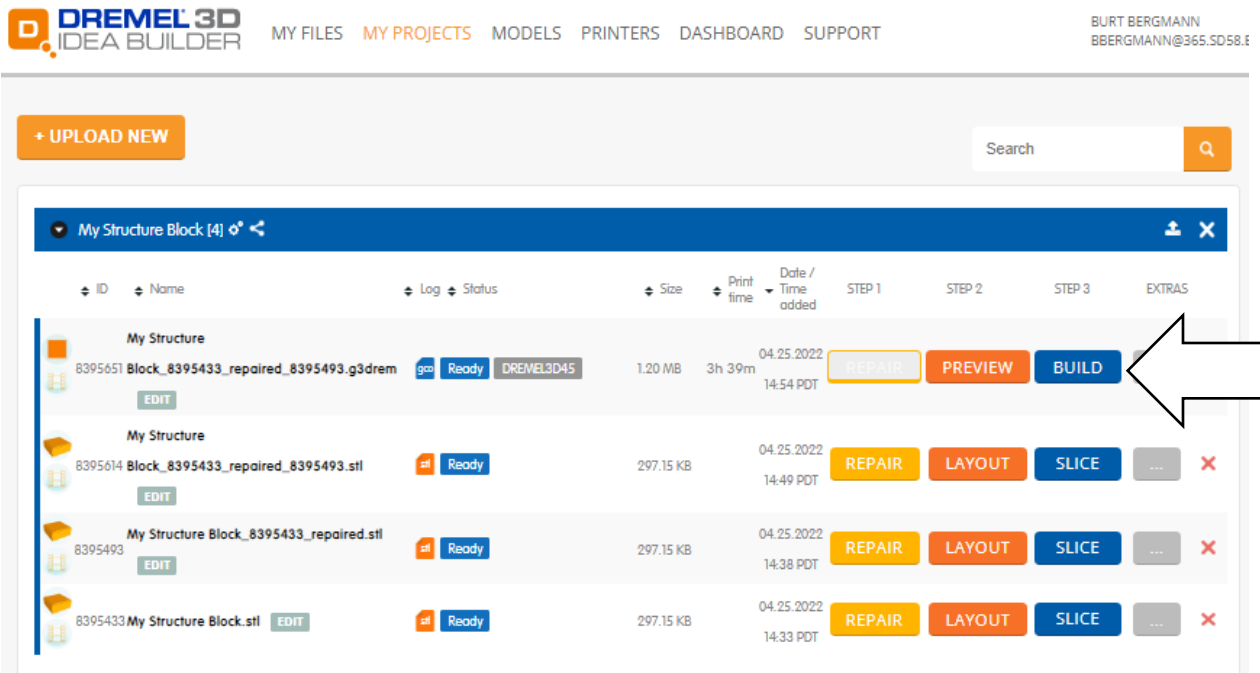 DREMEL 3D
IDEA BUILDER
MY FILES MY PROJECTS MODELS PRINTERS DASHBOARD SUPPORT
BURT BERGMANN
BBERGMANN@365.SD58.
+ UPLOAD NEW
Search
My Structure Block [4]
ID Name Log Status Size Print time Date / Time added STEP 1 STEP 2 STEP 3 EXTRAS
My Structure
8395651 Block_8395433_repaired_8395493.g3drem gco Ready DREMEL3D45 1.20 MB 3h 39m 04.25.2022 14:54 PDT REPAIR PREVIEW BUILD
EDIT
My Structure
8395614 Block_8395433_repaired_8395493.stl stl Ready 297.15 KB 04.25.2022 14:49 PDT REPAIR LAYOUT SLICE ...
EDIT
My Structure Block_8395433_repaired.stl
8395493 stl Ready 297.15 KB 04.25.2022 14:38 PDT REPAIR LAYOUT SLICE ...
EDIT
8395433 My Structure Block.stl EDIT stl Ready 297.15 KB 04.25.2022 14:33 PDT REPAIR LAYOUT SLICE ...